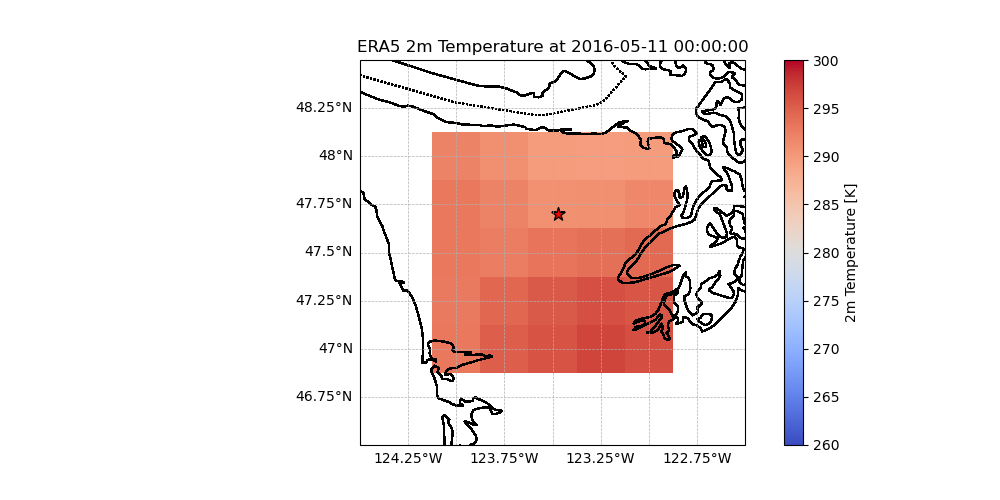 ERA5 2m Temperature at 2016-05-11 00:00:00
48.25°N
48°N
47.75°N
47.5°N
47.25°N
47°N
46.75°N
124.25°W 123.75°W 123.25°W 122.75°W
300
295
290
285
280
275
270
265
260
2m Temperature [K]